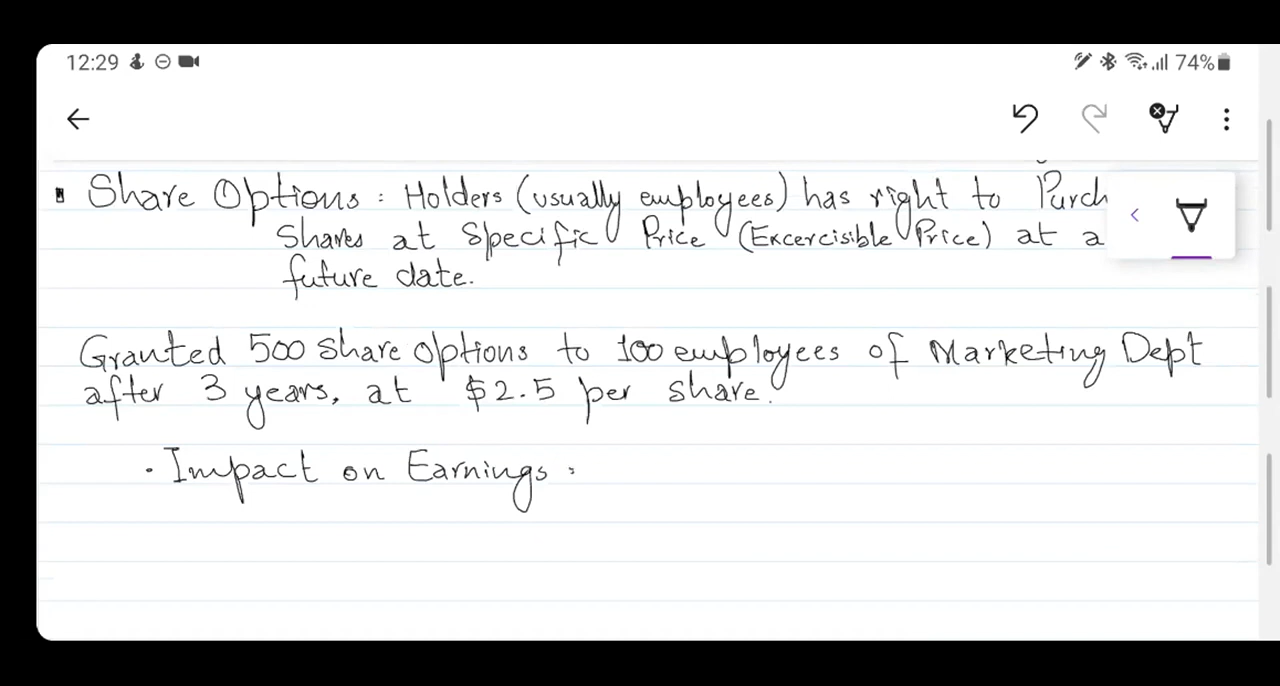 12:29 74%
Share Options : Holders (usually employees) has right to Purch
Shares at Specific Price (Excercisible Price) at a
future date.
Granted 500 share options to 100 employees of Marketing Dept
after 3 years, at $2.5 per share.
· Impact on Earnings :